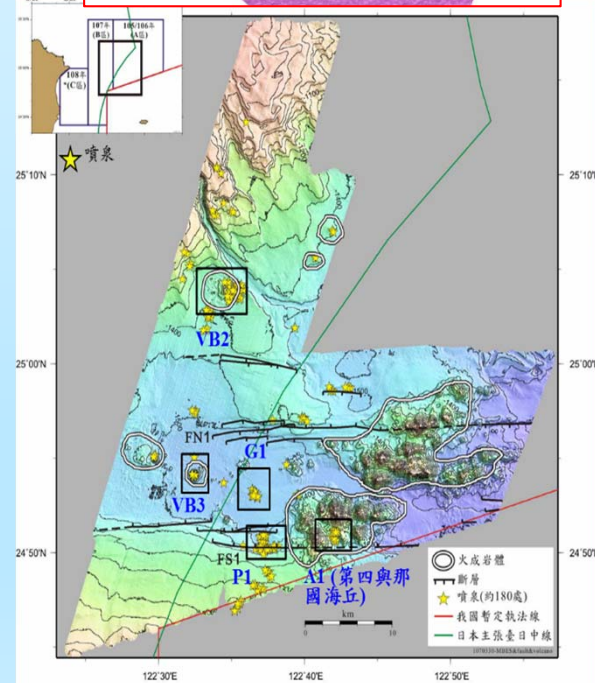 107年
(B區)
105/106年
(A區)
108年
*(C區)
噴泉
25°10'
25°10'
VB2
25°00'
25°00'
FN1
G1
VB3
24°50'
24°50'
FS1
P1
A1 (第四與那
國海丘)
km
0
10
火成岩體
斷層
噴泉(約180處)
我國暫定執法線
日本主張臺日中線
122°30'
122°40'
122°50'